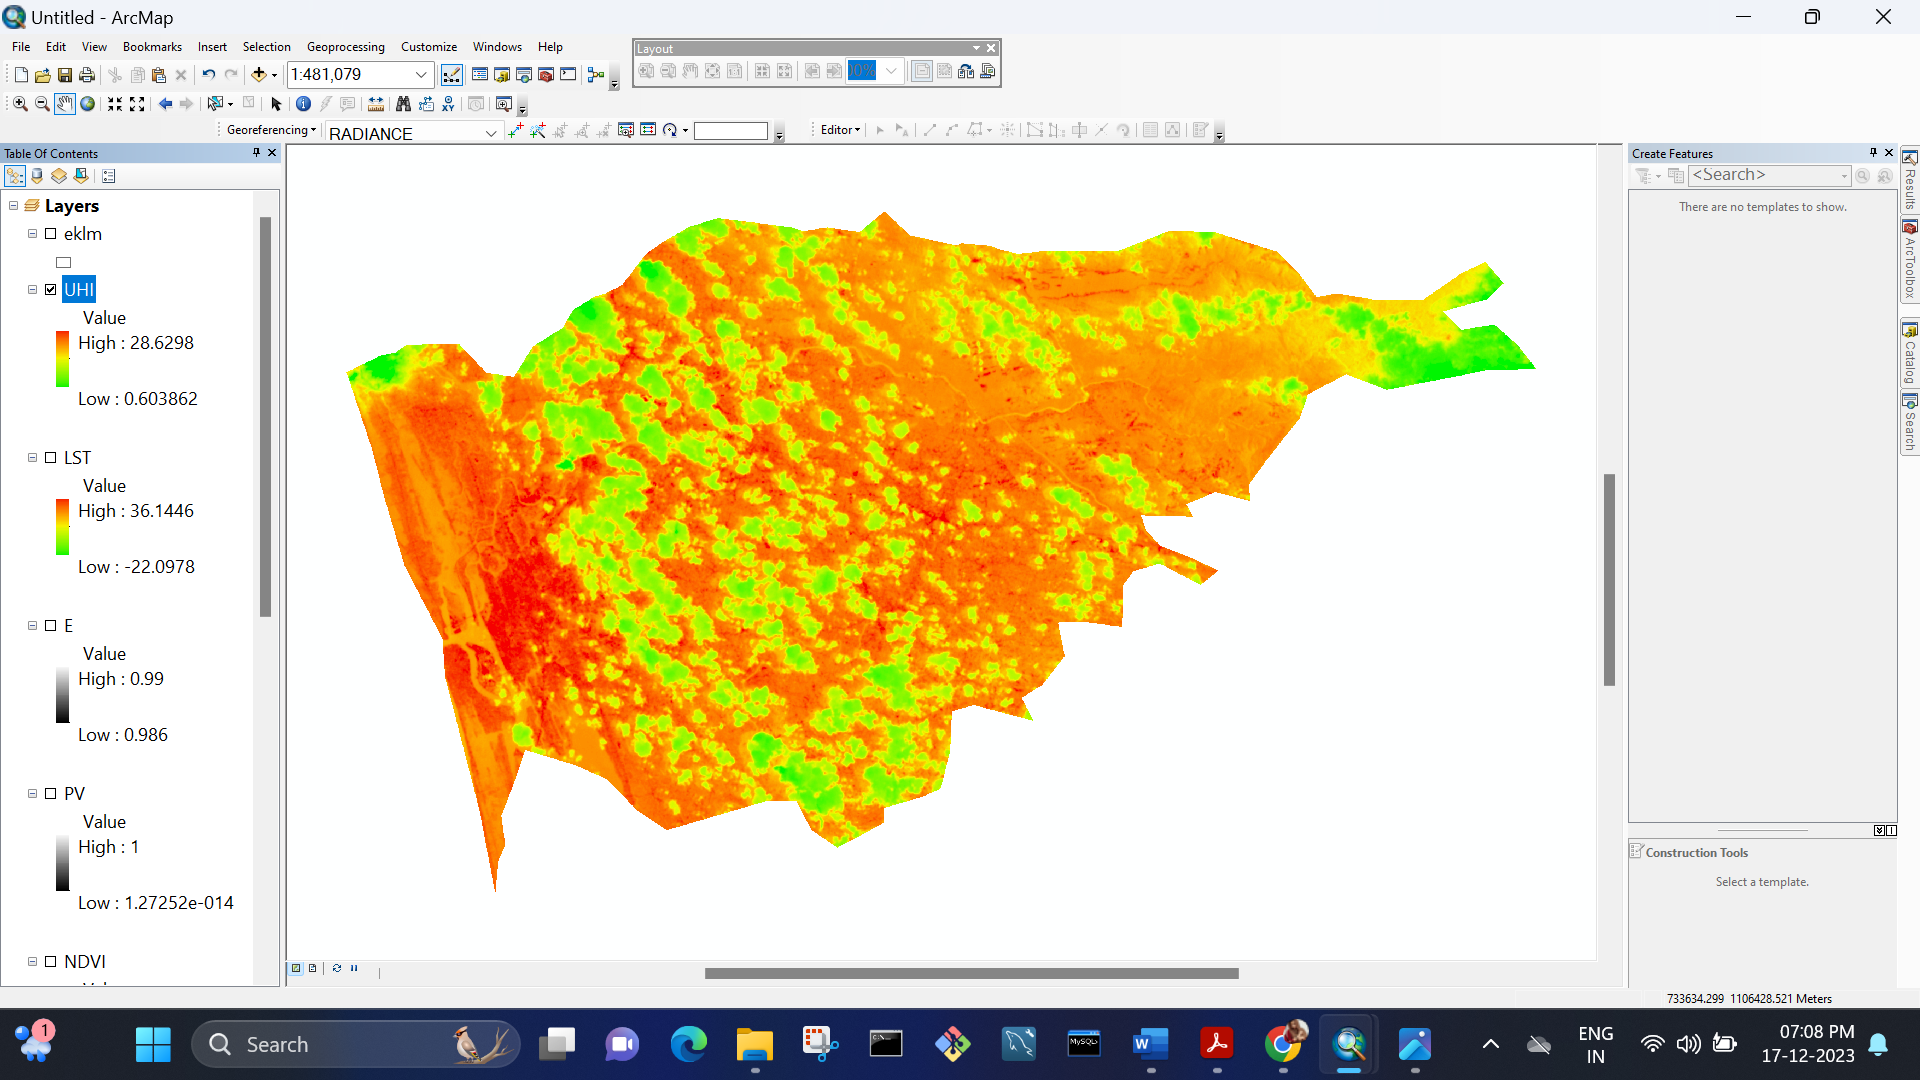 Untitled - ArcMap
File Edit View Bookmarks Insert Selection Geoprocessing Customize Windows Help
Layout
1:481,079
00%
Georeferencing
RADIANCE
Editor
Table Of Contents
Layers
eklm
UHI
Value
High : 28.6298
Low : 0.603862
LST
Value
High : 36.1446
Low : -22.0978
E
Value
High : 0.99
Low : 0.986
PV
Value
High : 1
Low : 1.27252e-014
NDVI
Create Features
<Search>
There are no templates to show.
Construction Tools
Select a template.
Results
ArcToolbox
Catalog
Search
733634.299 1106428.521 Meters
1
Search
ENG
IN
07:08 PM
17-12-2023